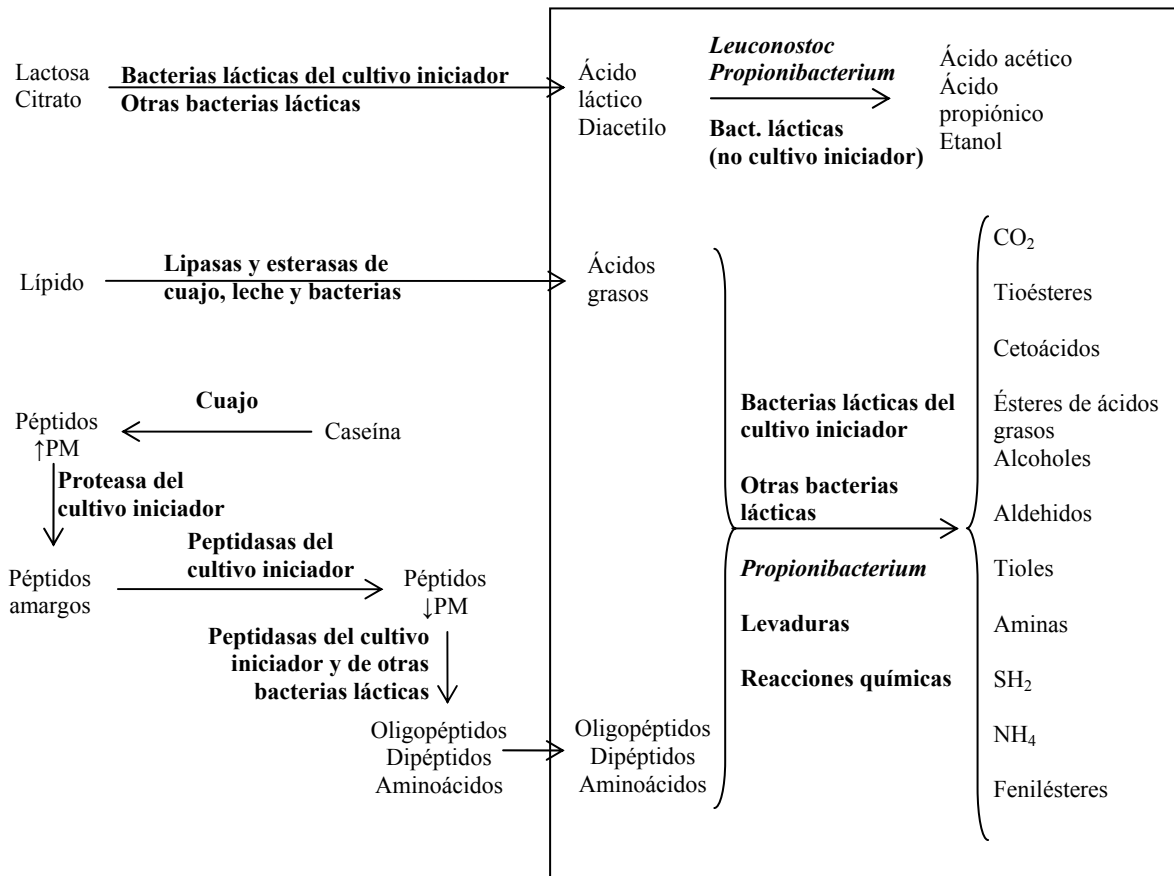 Lactosa
Citrato
Bacterias lácticas del cultivo iniciador
Otras bacterias lácticas
Ácido
láctico
Diacetilo
Leuconostoc
Propionibacterium
Bact. lácticas
(no cultivo iniciador)
Ácido acético
Ácido
propiónico
Etanol
Lípido
Lipasas y esterasas de
cuajo, leche y bacterias
Ácidos
grasos
Caseína
Cuajo
Péptidos
↑PM
Proteasa del
cultivo iniciador
Péptidos
amargos
Peptidasas del
cultivo iniciador
Péptidos
↓PM
Peptidasas del cultivo
iniciador y de otras
bacterias lácticas
Oligopéptidos
Dipéptidos
Aminoácidos
Oligopéptidos
Dipéptidos
Aminoácidos
Bacterias lácticas del
cultivo iniciador
Otras bacterias
lácticas
Propionibacterium
Levaduras
Reacciones químicas
CO₂
Tioésteres
Cetoácidos
Ésteres de ácidos
grasos
Alcoholes
Aldehidos
Tioles
Aminas
SH₂
NH₄
Fenilésteres